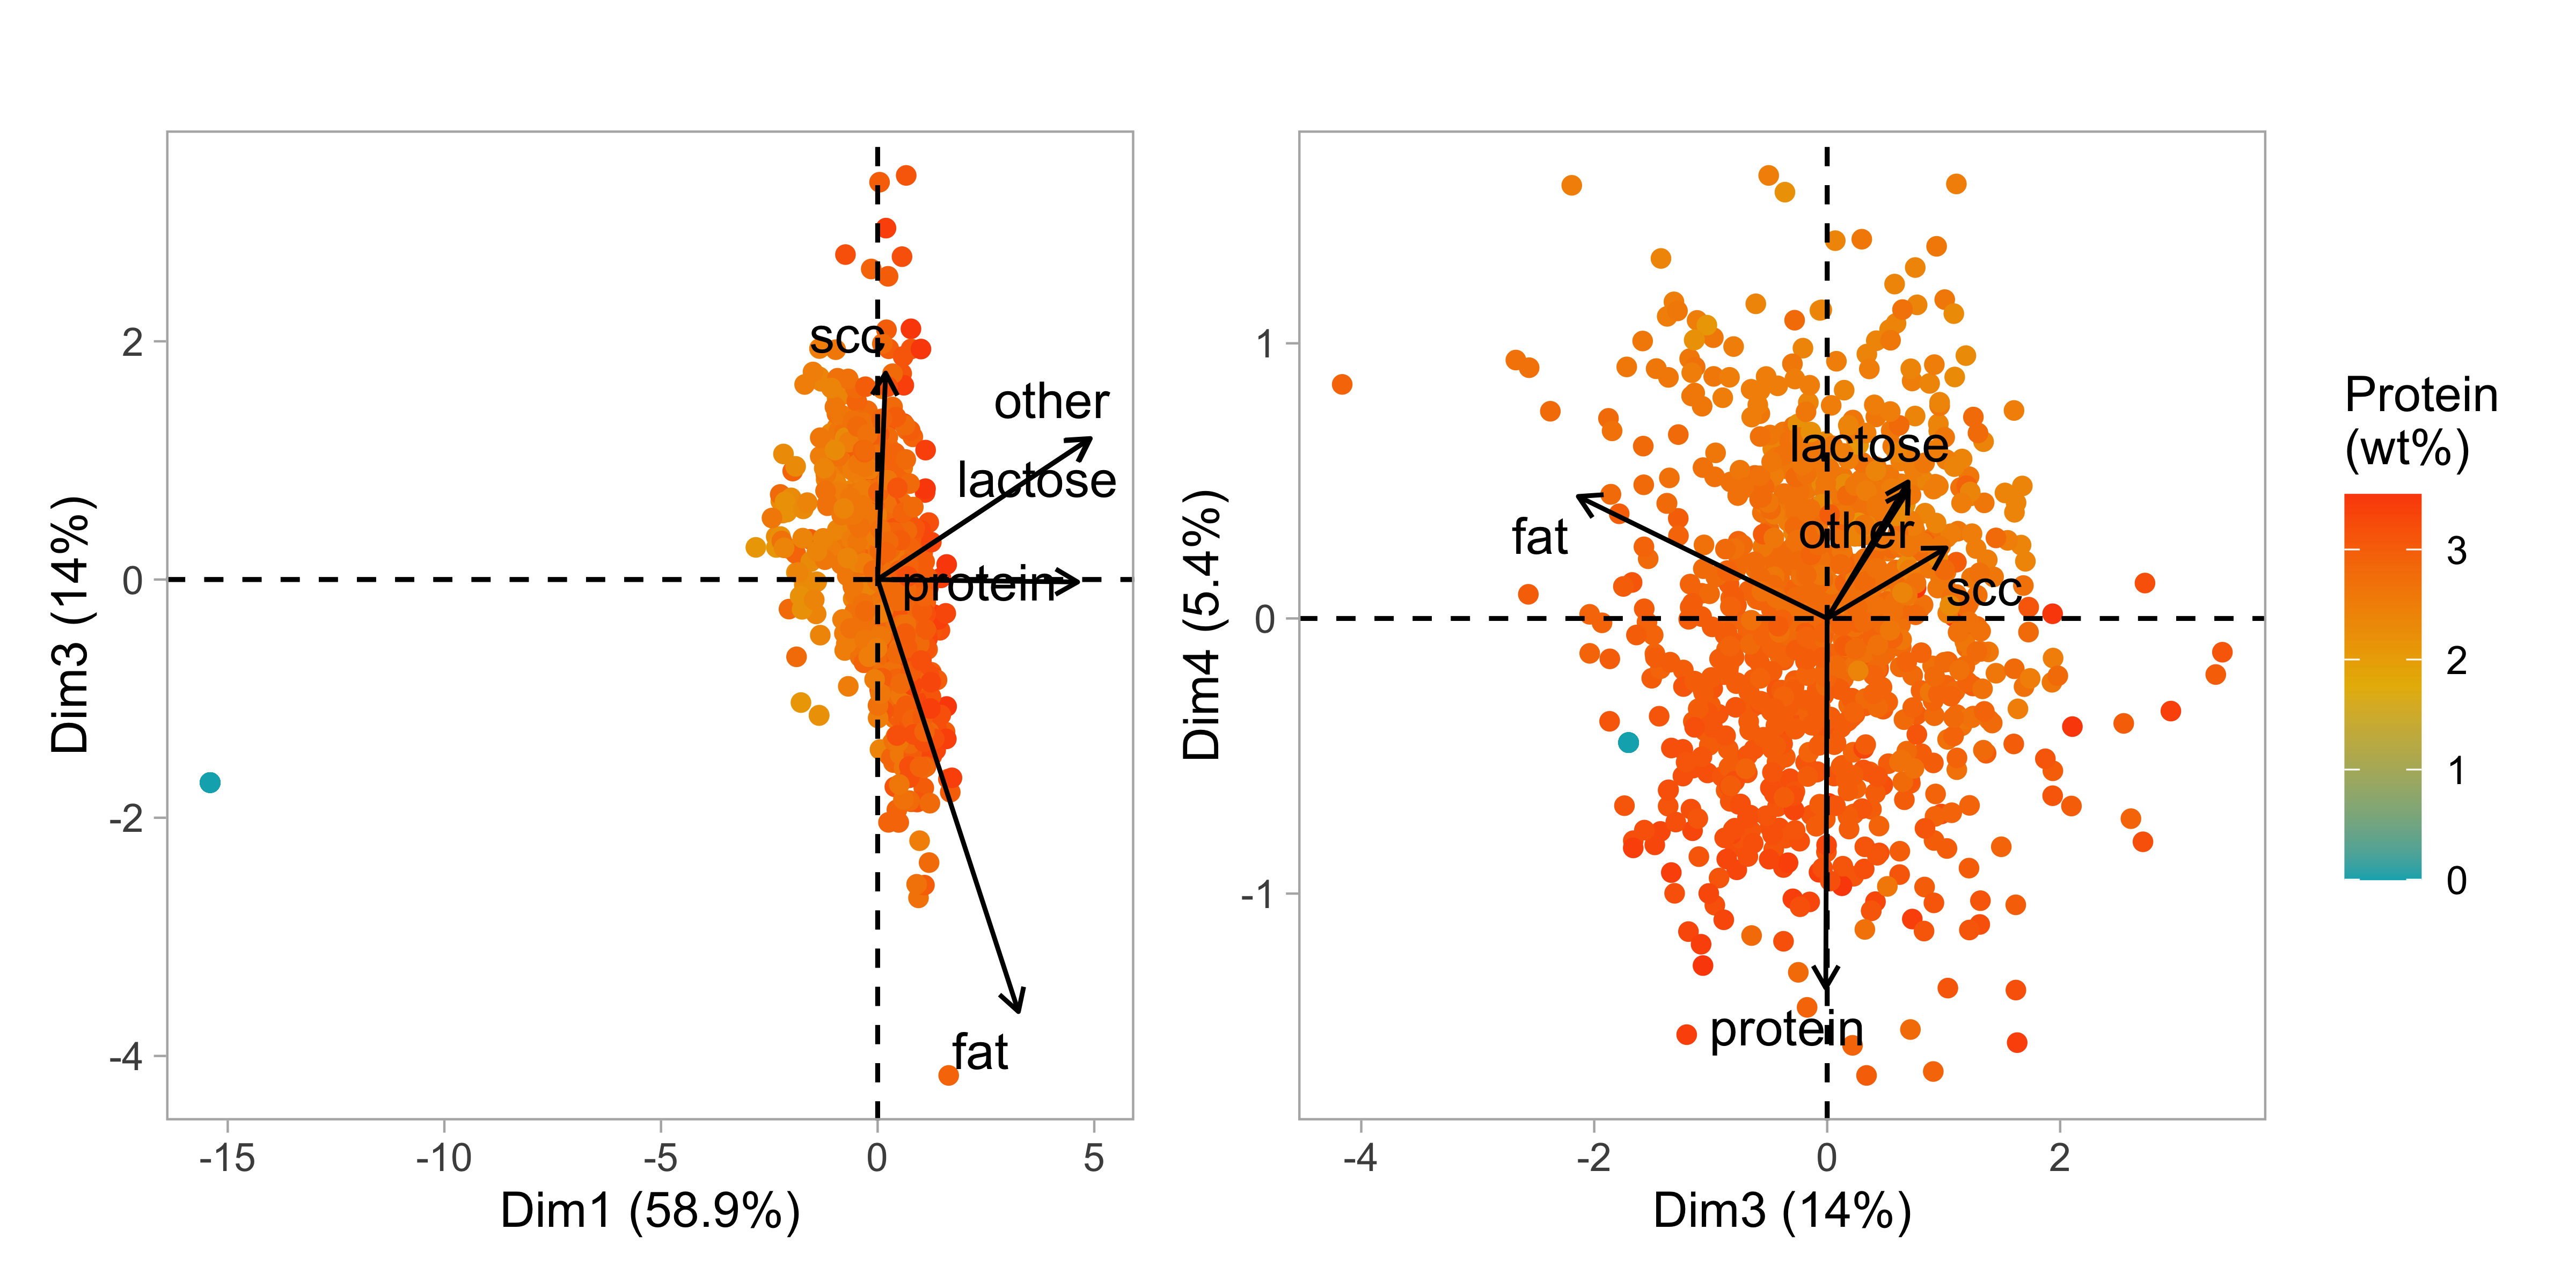 scc
other
lactose
protein
fat
2
0
-2
-4
-15
-10
-5
0
5
Dim1 (58.9%)
Dim3 (14%)
lactose
other
fat
scc
protein
1
0
-1
-4
-2
0
2
Dim3 (14%)
Dim4 (5.4%)
Protein
(wt%)
3
2
1
0